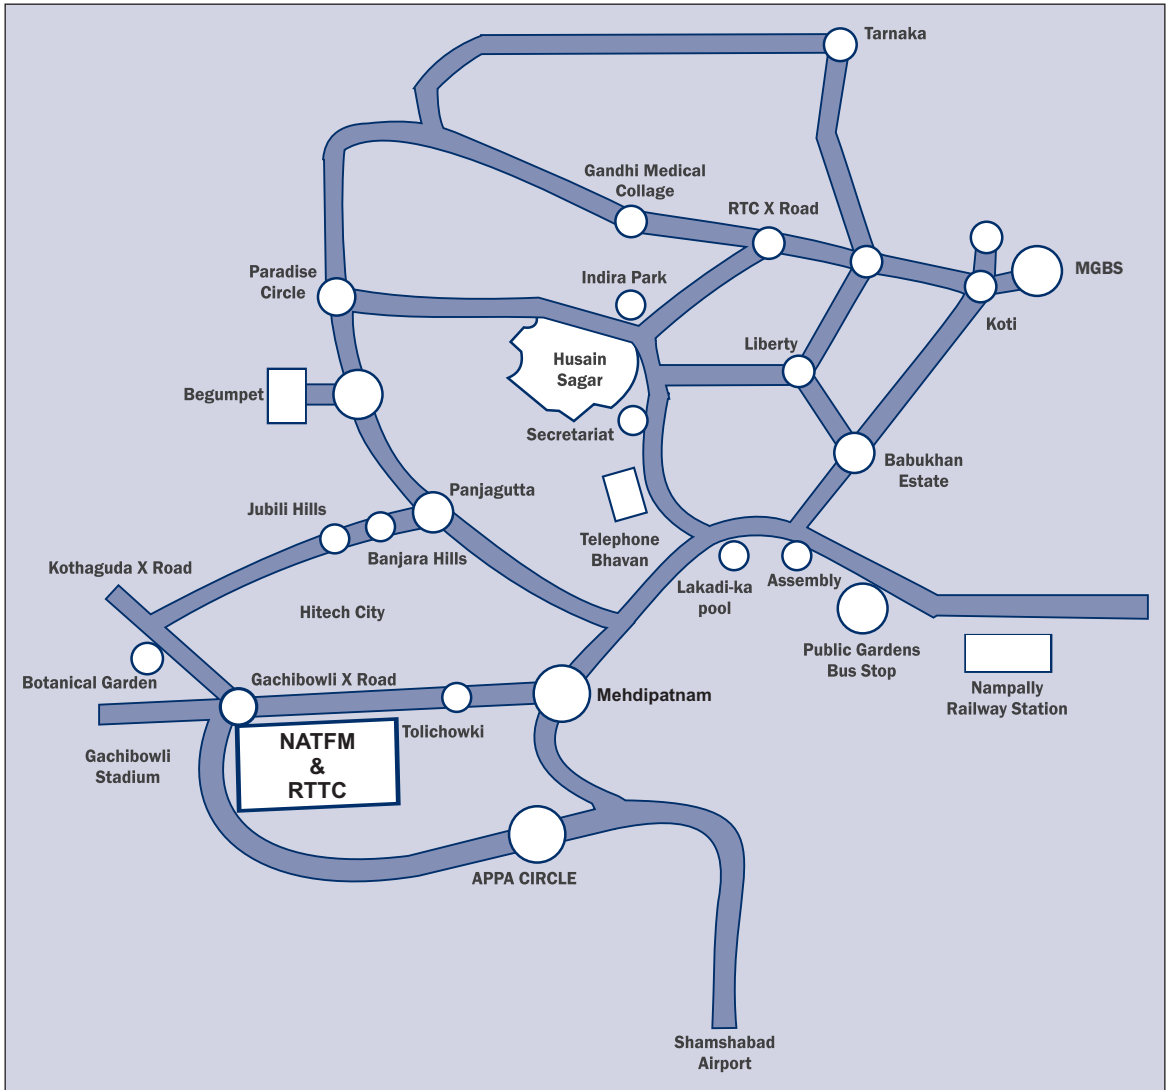 Tarnaka
Gandhi Medical
Collage
RTC X Road
Paradise
Circle
Indira Park
MGBS
Koti
Liberty
Husain
Sagar
Begumpet
Secretariat
Babukhan
Estate
Panjagutta
Jubili Hills
Banjara Hills
Telephone
Bhavan
Kothaguda X Road
Lakadi-ka
pool
Assembly
Hitech City
Public Gardens
Bus Stop
Botanical Garden
Gachibowli X Road
Mehdipatnam
Nampally
Railway Station
Tolichowki
NATFM
&
RTTC
Gachibowli
Stadium
APPA CIRCLE
Shamshabad
Airport